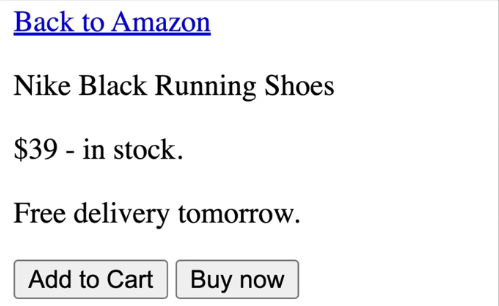 Back to Amazon
Nike Black Running Shoes
$39 - in stock.
Free delivery tomorrow.
Add to Cart Buy now